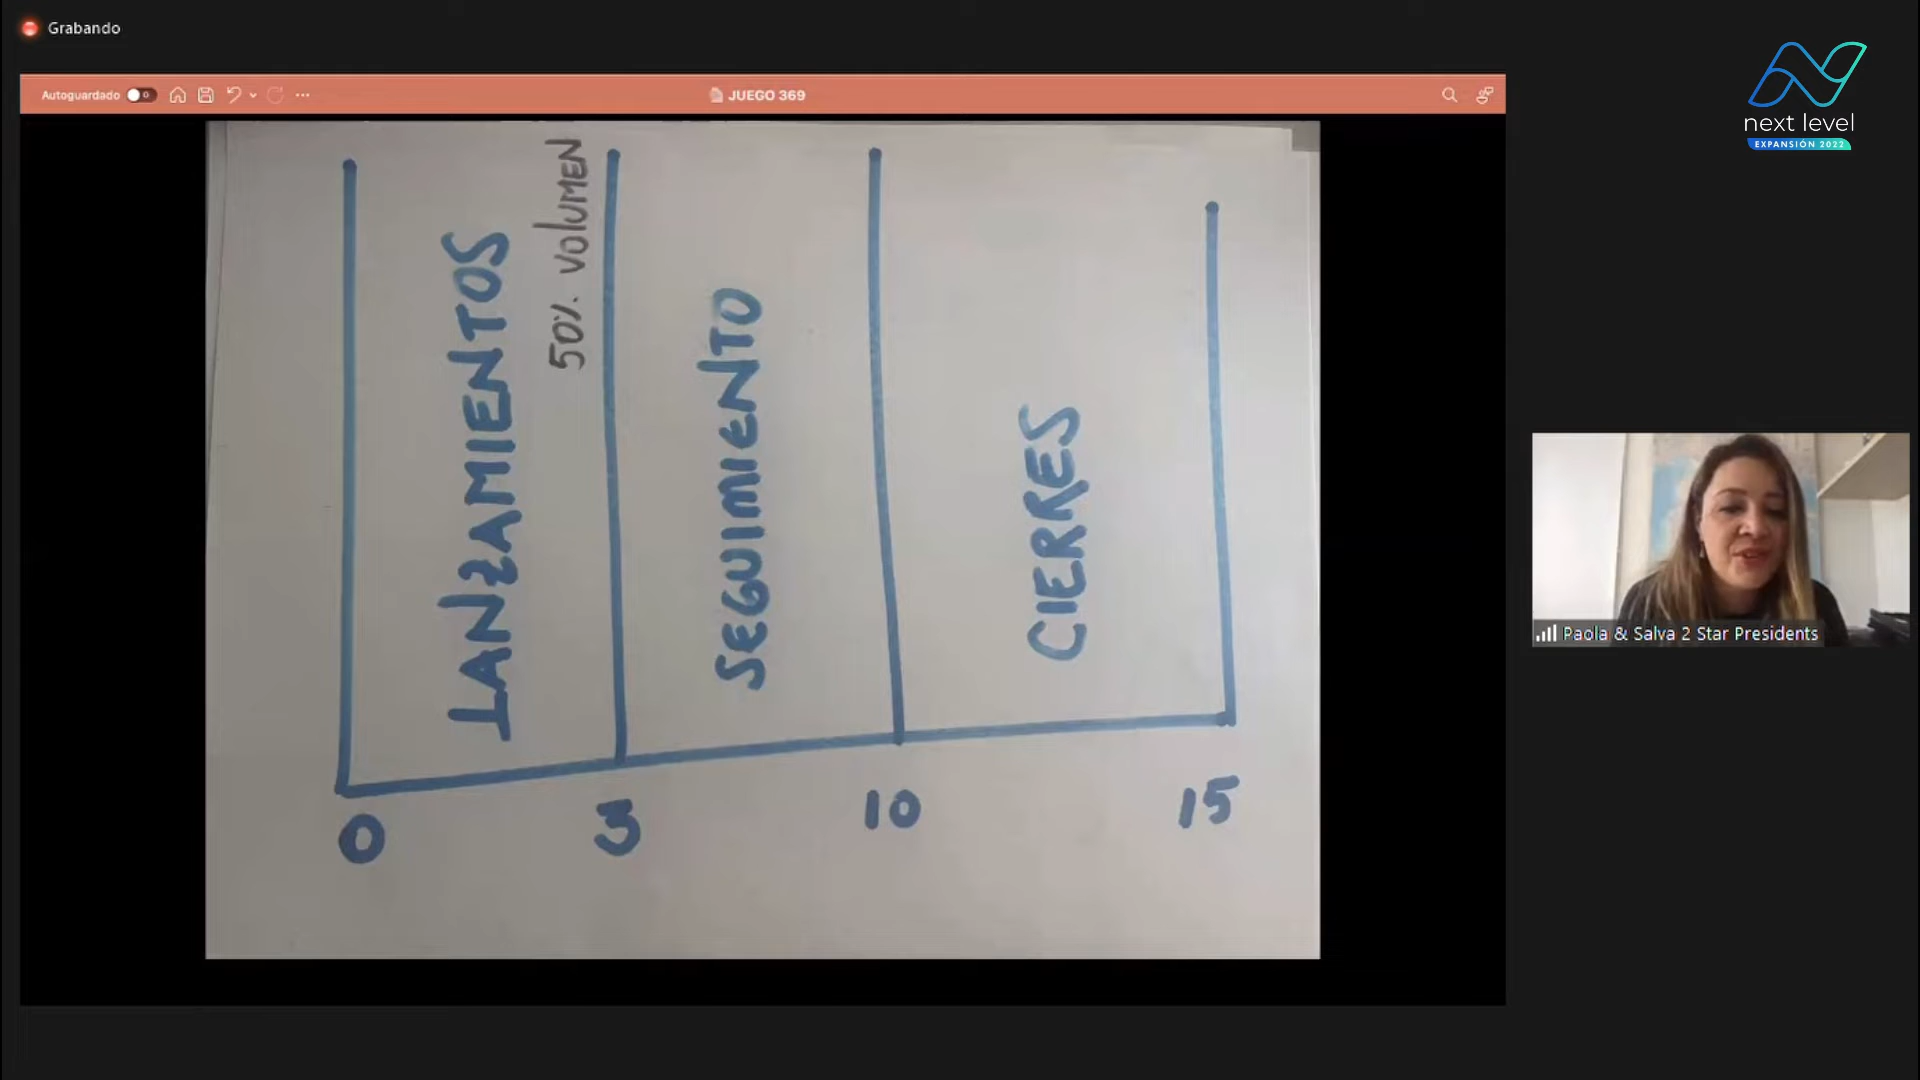 Grabando
Autoguardado
JUEGO 369
next level
EXPANSIÓN 2022
LANZAMIENTOS
50% VOLUMEN
SEGUIMIENTO
CIERRES
0
3
10
15
Paola & Salva 2 Star Presidents